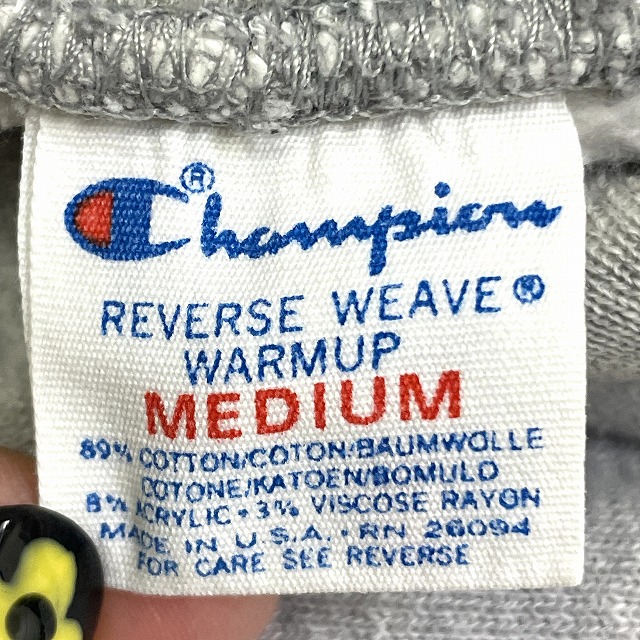 Champion®
REVERSE WEAVE®
WARMUP
MEDIUM
89% COTTON/COTON/BAUMWOLLE
COTONE/KATOEN/BOMULD
8% ACRYLIC • 3% VISCOSE RAYON
MADE IN U.S.A. • RN 26094
FOR CARE SEE REVERSE